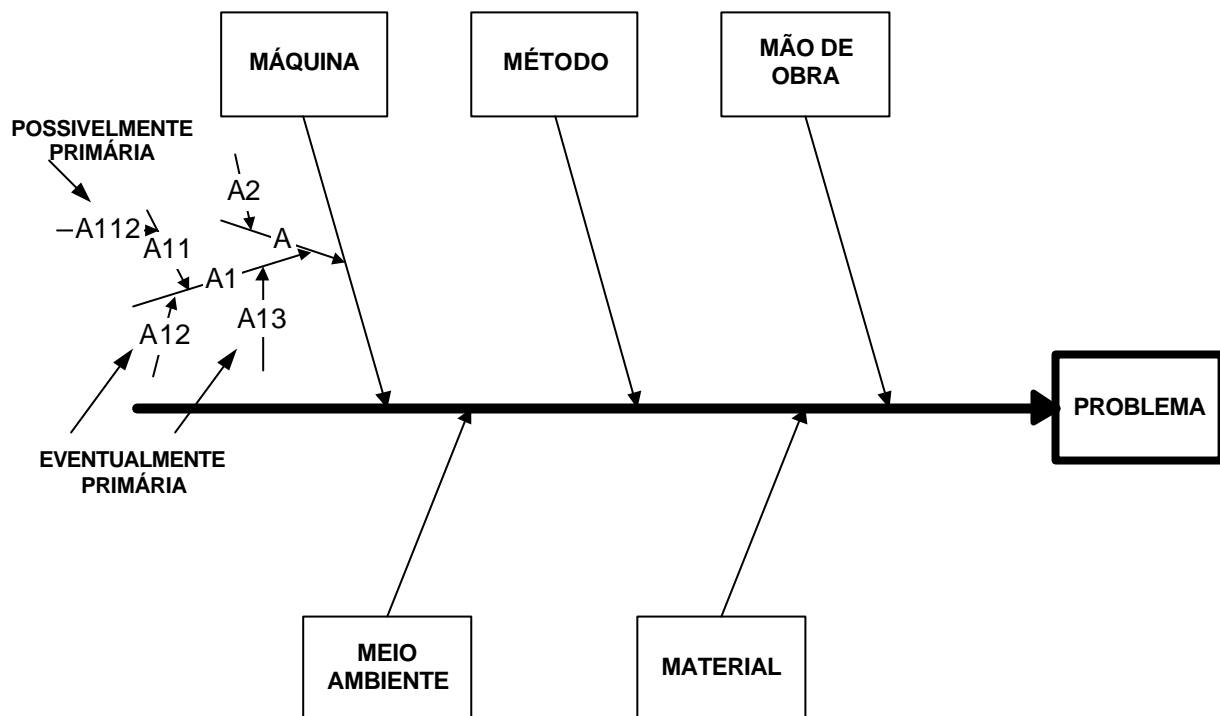 MÁQUINA
MÉTODO
MÃO DE
OBRA
POSSIVELMENTE
PRIMÁRIA
A2
A112
A11
A
A1
A12
A13
PROBLEMA
EVENTUALMENTE
PRIMÁRIA
MEIO
AMBIENTE
MATERIAL